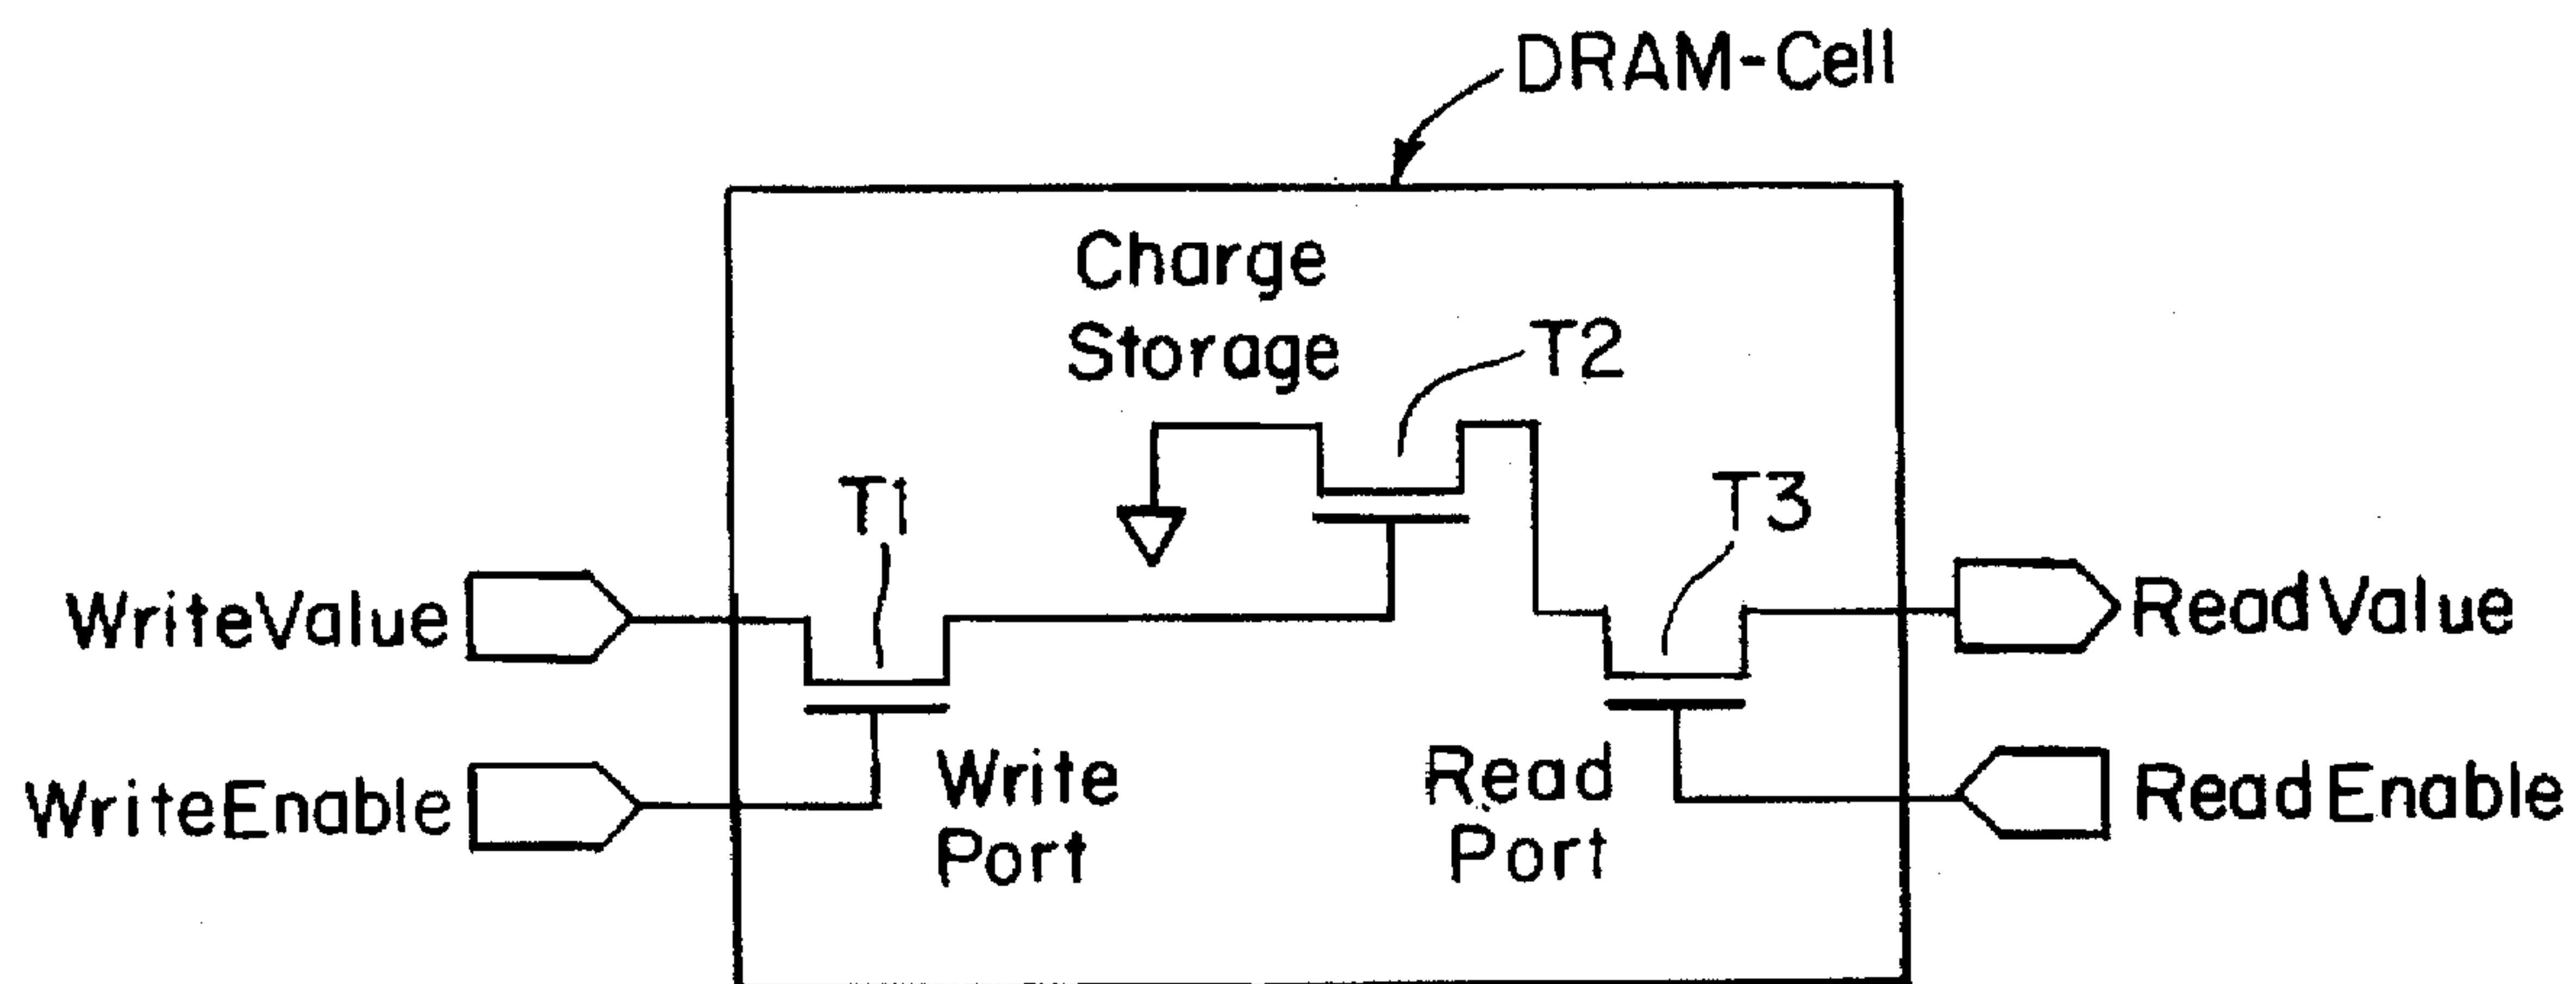 DRAM-Cell
Charge
Storage
T2
T1
T3
WriteValue
ReadValue
WriteEnable
Write
Port
Read
Port
ReadEnable